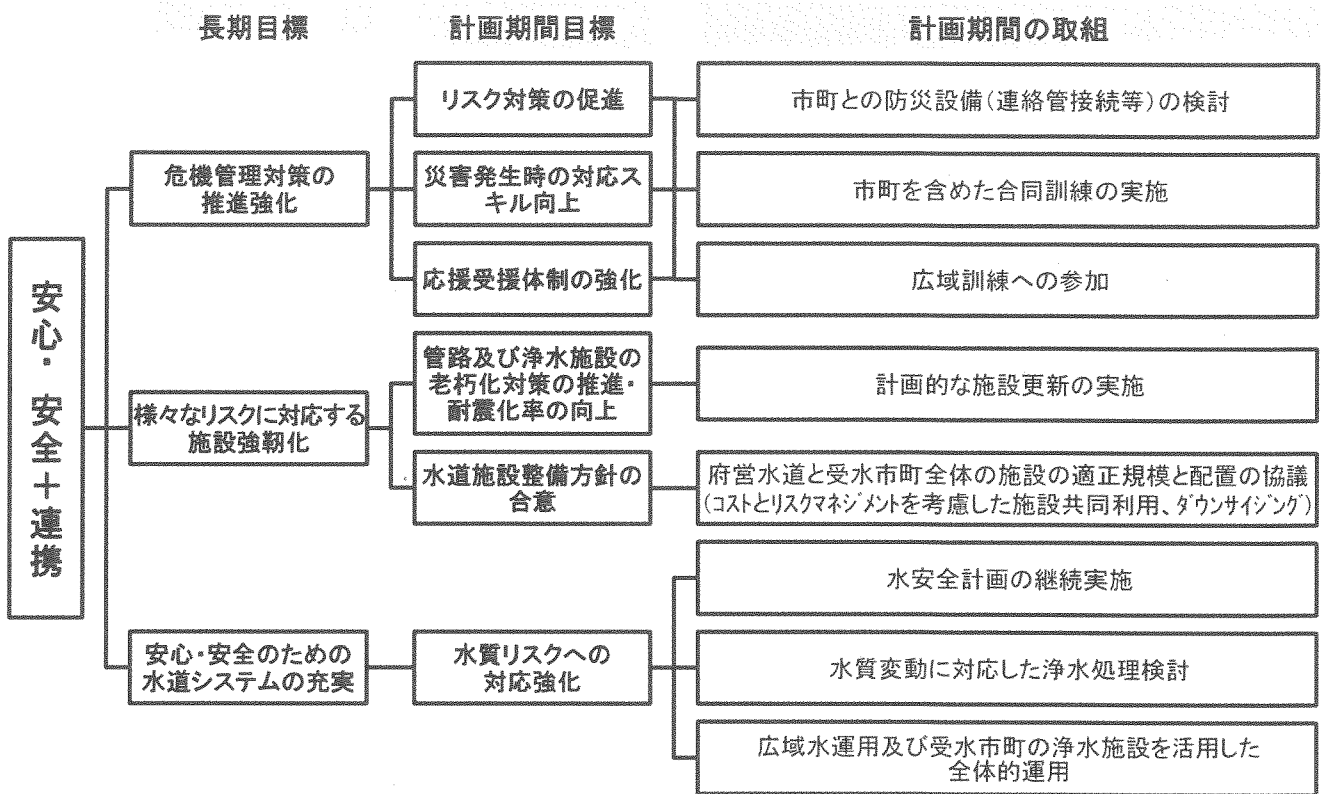 長期目標
計画期間目標
計画期間の取組
安心・安全＋連携
危機管理対策の
推進強化
リスク対策の促進
災害発生時の対応ス
キル向上
応援受援体制の強化
市町との防災設備(連絡管接続等)の検討
市町を含めた合同訓練の実施
広域訓練への参加
様々なリスクに対応する
施設強靭化
管路及び浄水施設の
老朽化対策の推進・
耐震化率の向上
計画的な施設更新の実施
水道施設整備方針の
合意
府営水道と受水市町全体の施設の適正規模と配置の協議
(コストとリスクマネジメントを考慮した施設共同利用、ダウンサイジング)
安心・安全のための
水道システムの充実
水質リスクへの
対応強化
水安全計画の継続実施
水質変動に対応した浄水処理検討
広域水運用及び受水市町の浄水施設を活用した
全体的運用